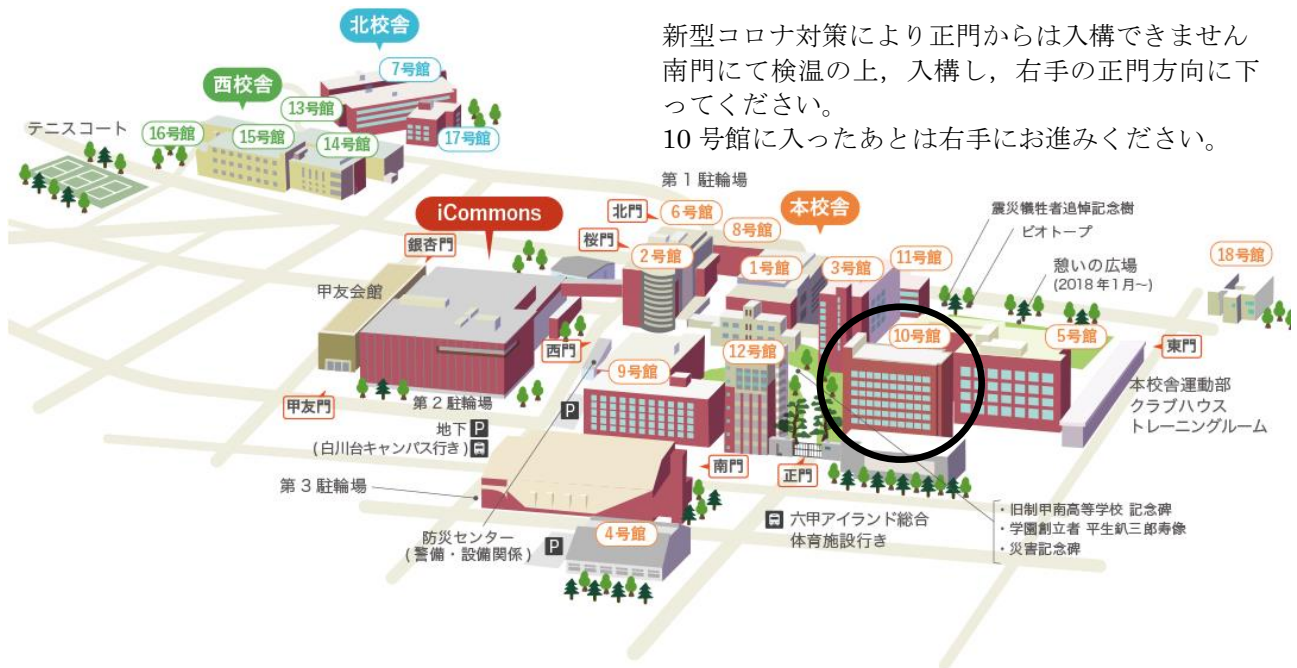 新型コロナ対策により正門からは入構できません
南門にて検温の上，入構し，右手の正門方向に下
ってください。
10 号館に入ったあとは右手にお進みください。
北校舎
7号館
西校舎
13号館
テニスコート
16号館
15号館
14号館
17号館
第 1 駐輪場
iCommons
北門
6号館
本校舎
震災犠牲者追悼記念樹
銀杏門
桜門
8号館
ビオトープ
2号館
1号館
3号館
11号館
憩いの広場
(2018 年1月～)
18号館
甲友会館
10号館
5号館
西門
12号館
東門
9号館
本校舎運動部
クラブハウス
トレーニングルーム
甲友門
第 2 駐輪場
P
地下 P
(白川台キャンパス行き)
南門
正門
第 3 駐輪場
・旧制甲南高等学校 記念碑
・学園創立者 平生釟三郎寿像
・災害記念碑
六甲アイランド総合
体育施設行き
防災センター
(警備・設備関係)
P
4号館